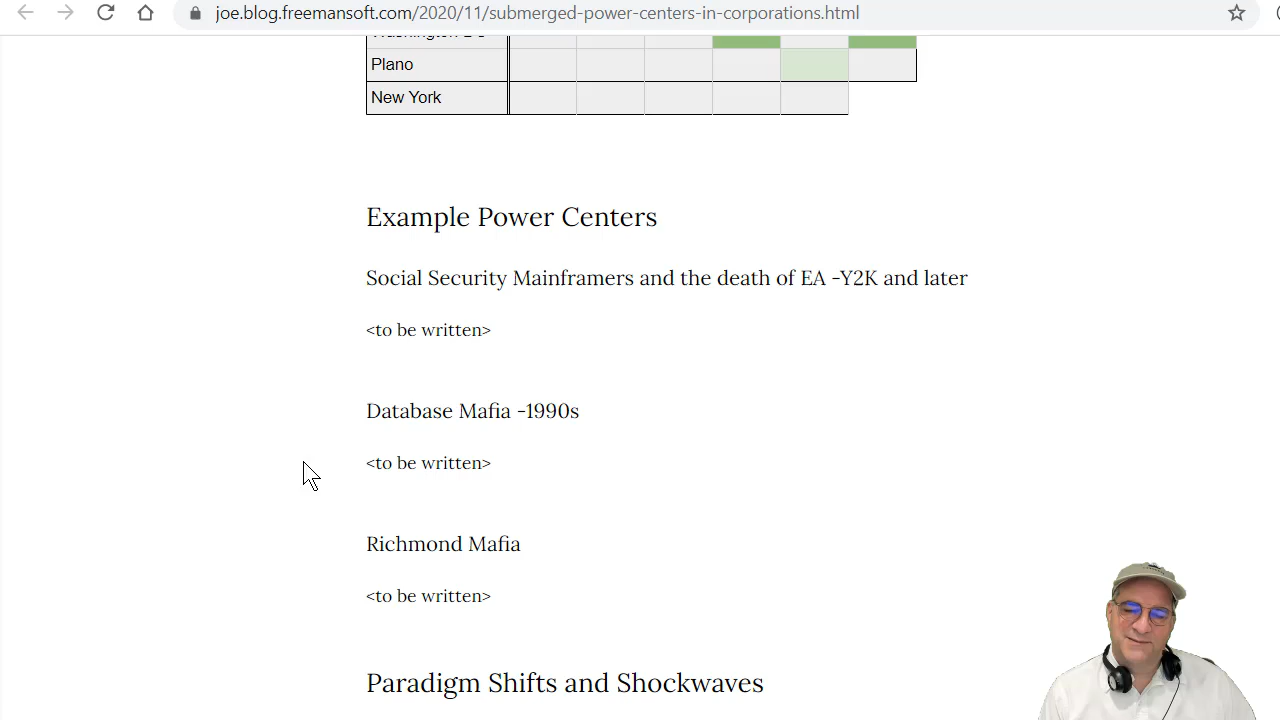 joe.blog.freemansoft.com/2020/11/submerged-power-centers-in-corporations.html
Plano
New York
Example Power Centers
Social Security Mainframers and the death of EA -Y2K and later
<to be written>
Database Mafia -1990s
<to be written>
Richmond Mafia
<to be written>
Paradigm Shifts and Shockwaves